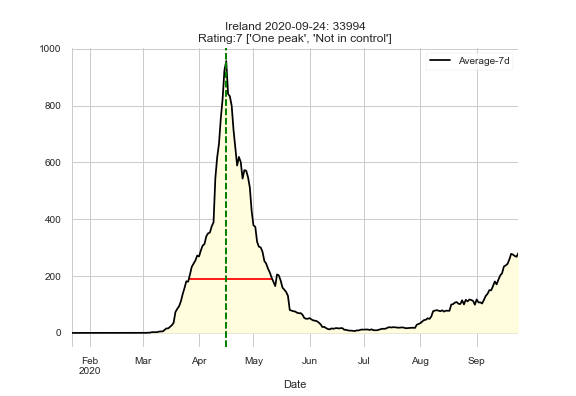 Ireland 2020-09-24: 33994
Rating:7 ['One peak', 'Not in control']
Average-7d
1000
800
600
400
200
0
Feb
2020
Mar
Apr
May
Jun
Jul
Aug
Sep
Date